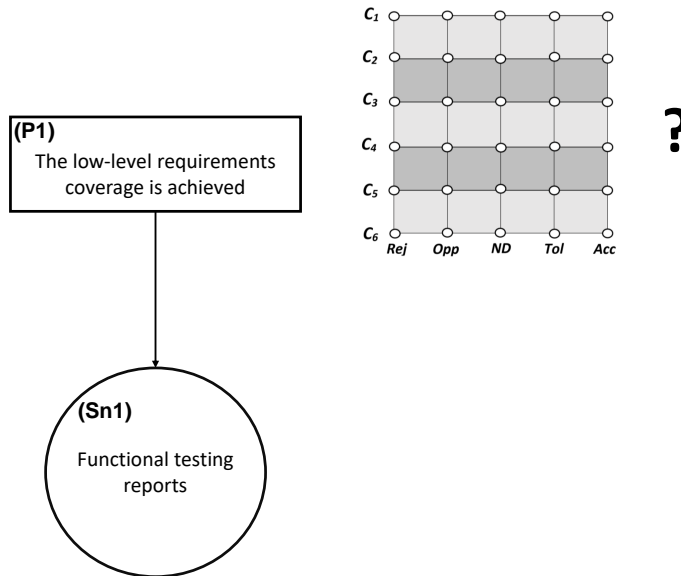 (P1)
The low-level requirements
coverage is achieved
(Sn1)
Functional testing
reports
C1
C2
C3
C4
C5
C6
Rej Opp ND Tol Acc
?